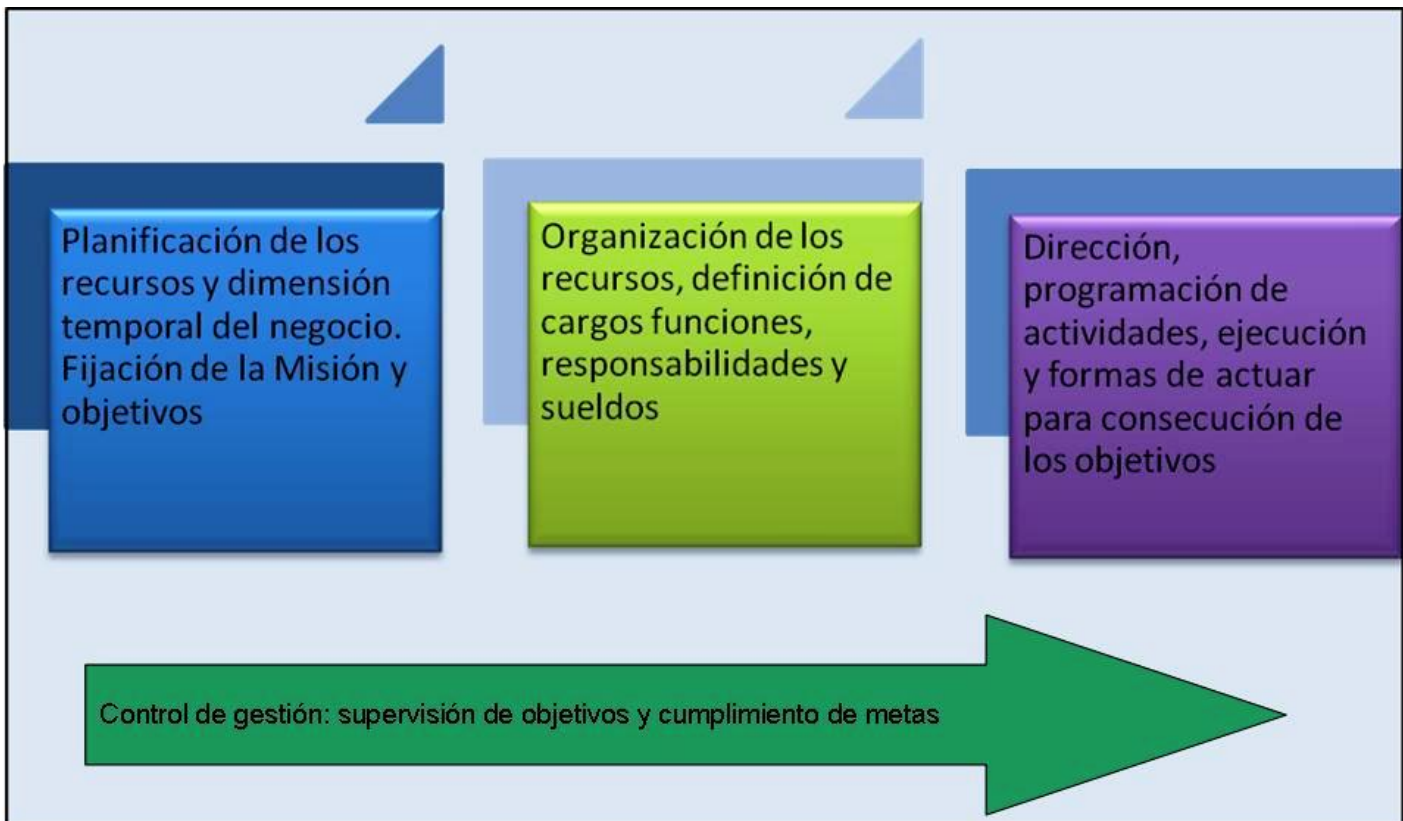 Planificación de los
recursos y dimensión
temporal del negocio.
Fijación de la Misión y
objetivos
Organización de los
recursos, definición de
cargos funciones,
responsabilidades y
sueldos
Dirección,
programación de
actividades, ejecución
y formas de actuar
para consecución de
los objetivos
Control de gestión: supervisión de objetivos y cumplimiento de metas